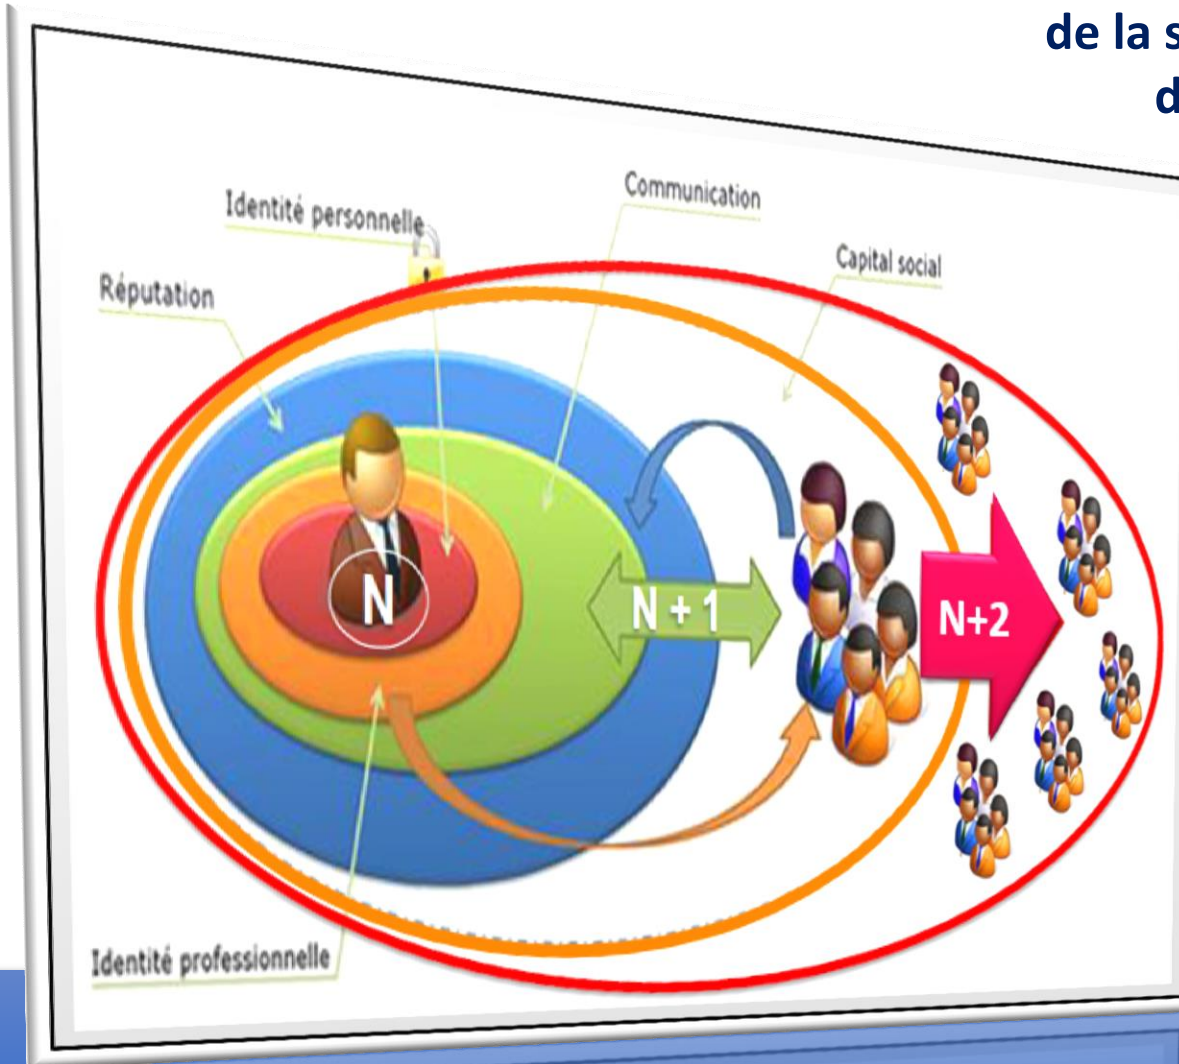 de la s
d
Communication
Identité personnelle
Capital social
Réputation
N
N + 1
N+2
Identité professionnelle